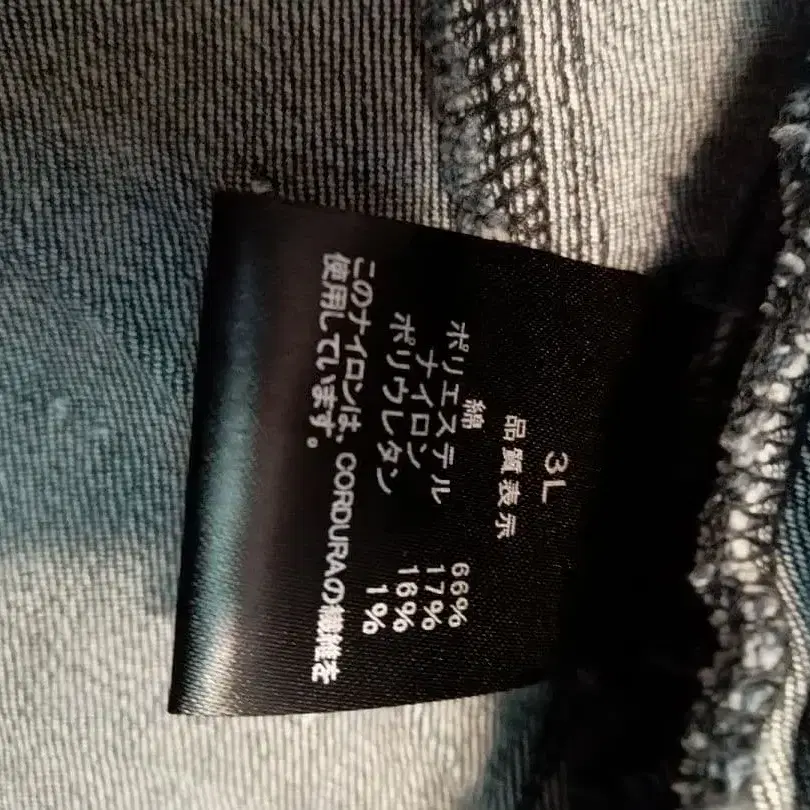 3L
品質表示
綿 66%
ポリエステル 17%
ナイロン 16%
ポリウレタン 1%
このナイロンは、CORDURAの繊維を
使用しています。